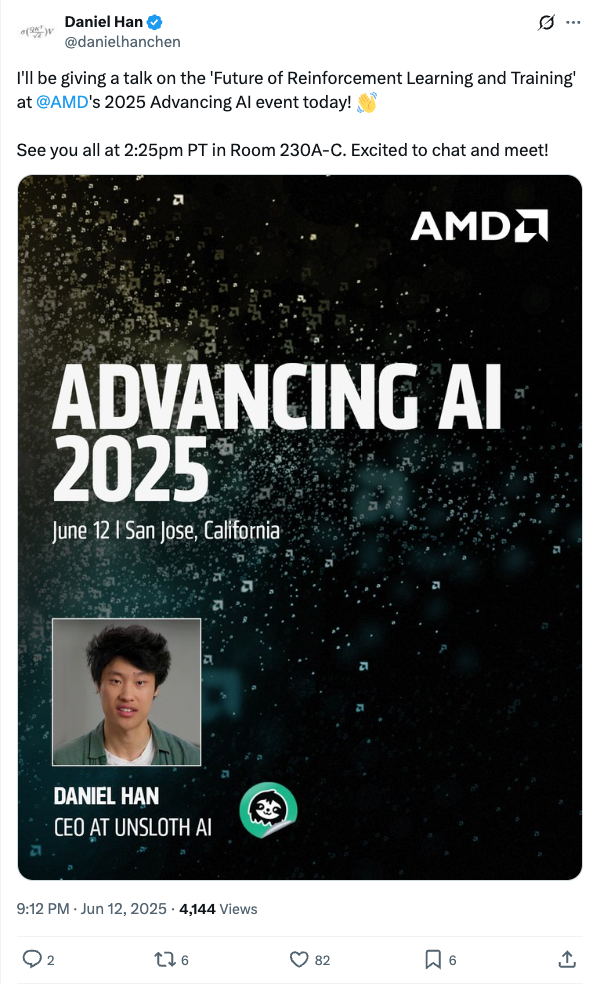 Daniel Han
@danielhanchen
I'll be giving a talk on the 'Future of Reinforcement Learning and Training'
at @AMD's 2025 Advancing AI event today! 👋
See you all at 2:25pm PT in Room 230A-C. Excited to chat and meet!
AMD
ADVANCING AI
2025
June 12 | San Jose, California
DANIEL HAN
CEO AT UNSLOTH AI
9:12 PM · Jun 12, 2025 · 4,144 Views
2 6 82 6